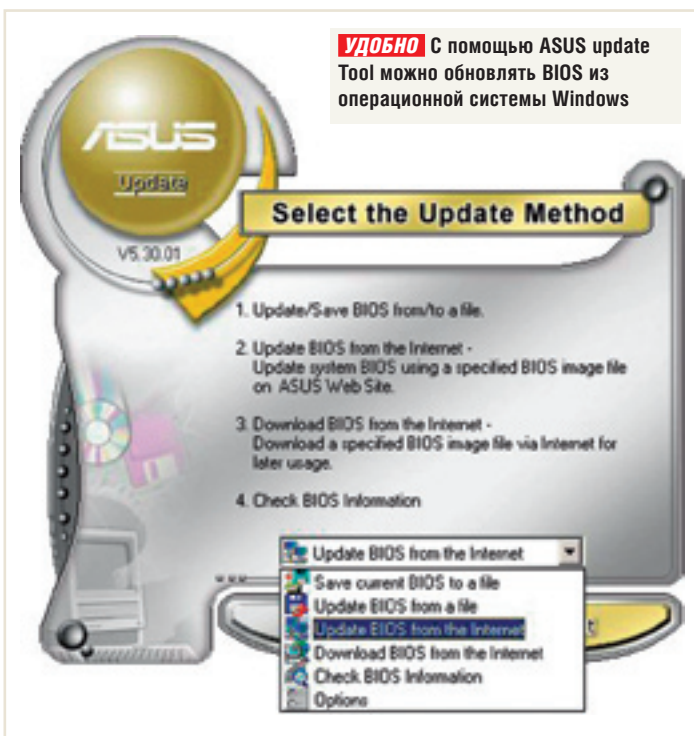 УДОБНО С помощью ASUS update
Tool можно обновлять BIOS из
операционной системы Windows
ASUS
Update
V5.30.01
Select the Update Method
1. Update/Save BIOS from/to a file.
2. Update BIOS from the Internet -
Update system BIOS using a specified BIOS image file
on ASUS Web Site.
3. Download BIOS from the Internet -
Download a specified BIOS image file via Internet for
later usage.
4. Check BIOS Information
Update BIOS from the Internet
Save current BIOS to a file
Update BIOS from a file
Update BIOS from the Internet
Download BIOS from the Internet
Check BIOS Information
Options